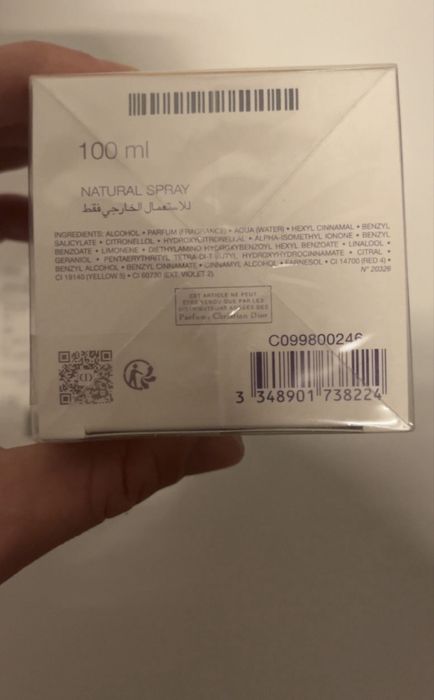 100 ml
NATURAL SPRAY
للاستعمال الخارجي فقط
INGREDIENTS: ALCOHOL • PARFUM (FRAGRANCE) • AQUA (WATER) • HEXYL CINNAMAL • BENZYL
SALICYLATE • CITRONELLOL • HYDROXYCITRONELLAL • ALPHA-ISOMETHYL IONONE • BENZYL
BENZOATE • LIMONENE • DIETHYLAMINO HYDROXYBENZOYL HEXYL BENZOATE • LINALOOL •
GERANIOL • PENTAERYTHRITYL TETRA-DI-T-BUTYL HYDROXYHYDROCINNAMATE • CITRAL •
BENZYL ALCOHOL • BENZYL CINNAMATE • CINNAMYL ALCOHOL • FARNESOL • CI 14700 (RED 4) •
CI 19140 (YELLOW 5) • CI 60730 (EXT. VIOLET 2) N° 20326
CET ARTICLE NE PEUT
ÊTRE VENDU QUE PAR LES
DISTRIBUTEURS AGRÉÉS DES
Parfums Christian Dior
C099800246
3 348901 738224